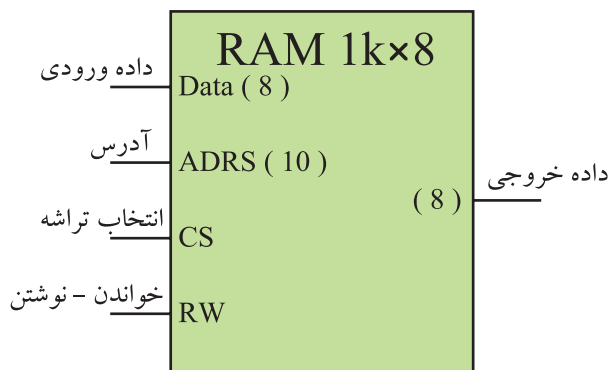 RAM 1k×8
داده ورودی
Data ( 8 )
آدرس
ADRS ( 10 )
داده خروجی
( 8 )
انتخاب تراشه
CS
خواندن – نوشتن
RW